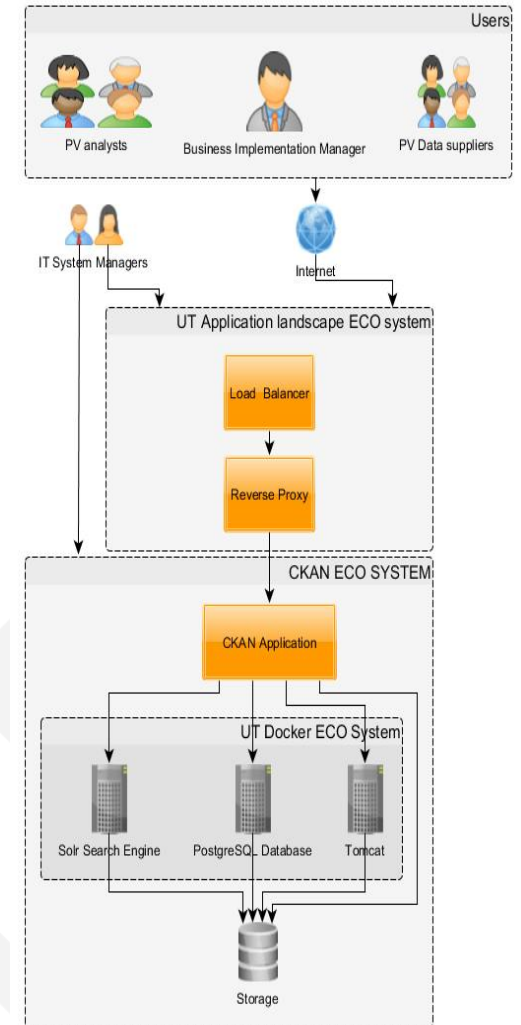 Users
PV analysts
Business Implementation Manager
PV Data suppliers
IT System Managers
Internet
UT Application landscape ECO system
Load Balancer
Reverse Proxy
CKAN ECO SYSTEM
CKAN Application
UT Docker ECO System
Solr Search Engine
PostgreSQL Database
Tomcat
Storage